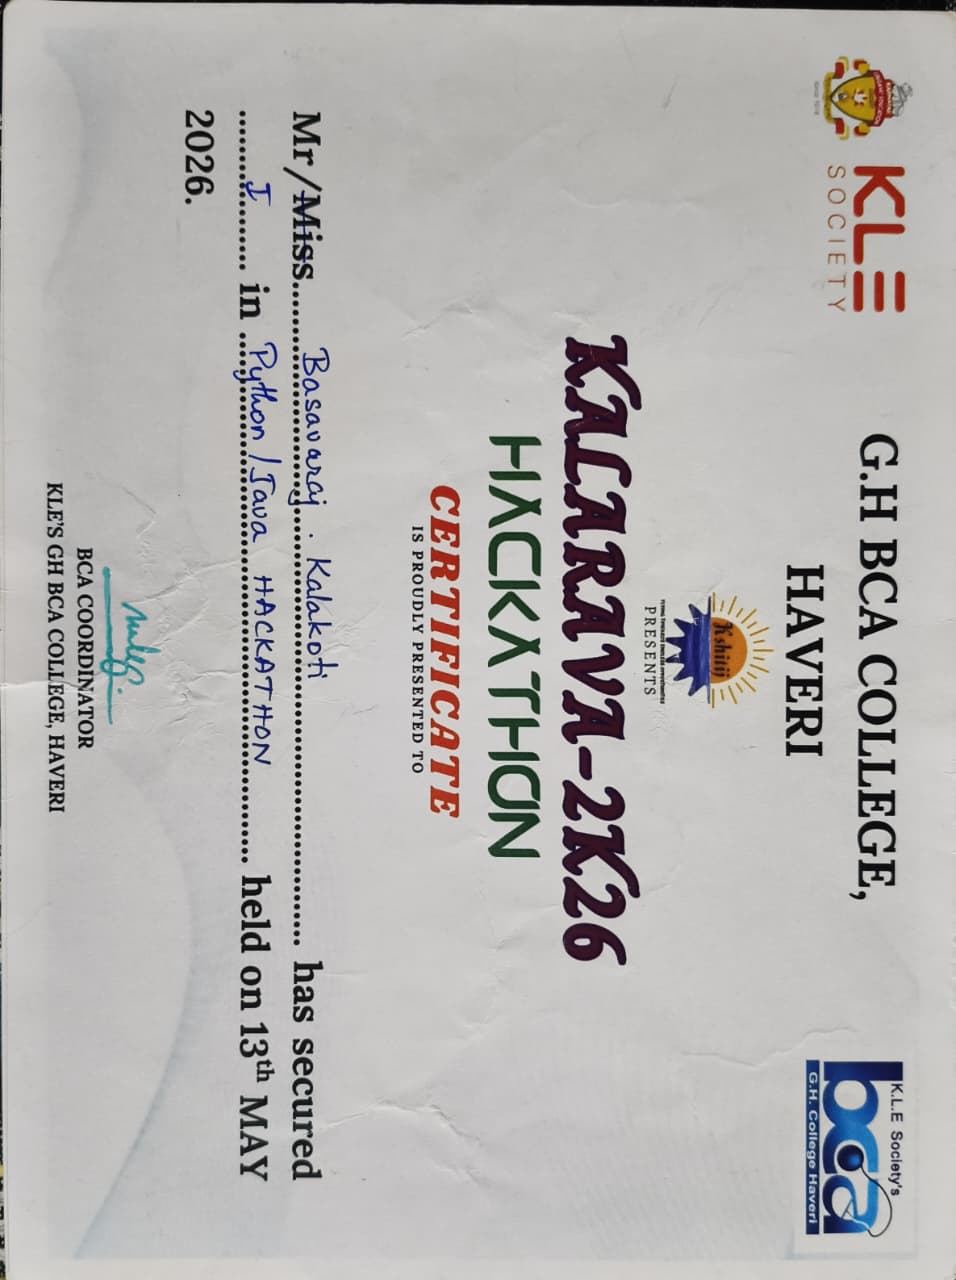 KLE
SOCIETY
G.H BCA COLLEGE,
HAVERI
K.L.E Society's
bca
G.H. College Haveri
Kshitij
PRESENTS
KALARAVA-2K26
HACKATHON
CERTIFICATE
IS PROUDLY PRESENTED TO
Mr/Miss.......Basavaraj. Kalakoti....... has secured
.......I....... in .......Python/Java HACKATHON....... held on 13th MAY
2026.
BCA COORDINATOR
KLE'S GH BCA COLLEGE, HAVERI